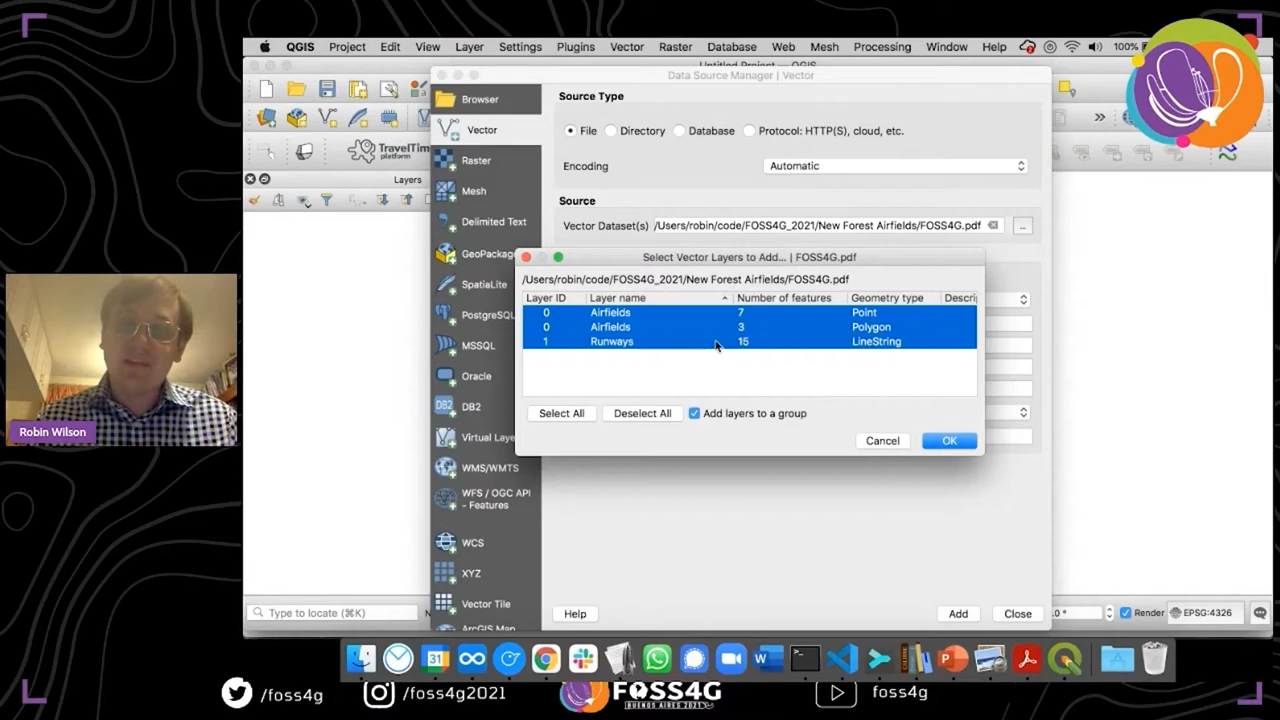 QGIS Project Edit View Layer Settings Plugins Vector Raster Database Web Mesh Processing Window Help 100%
Data Source Manager | Vector
Browser
Source Type
Vector
File Directory Database Protocol: HTTP(S), cloud, etc.
TravelTime
platform
Raster
Encoding Automatic
Layers
Mesh
Source
Delimited Text
Vector Dataset(s) /Users/robin/code/FOSS4G_2021/New Forest Airfields/FOSS4G.pdf ...
GeoPackage
Select Vector Layers to Add... | FOSS4G.pdf
/Users/robin/code/FOSS4G_2021/New Forest Airfields/FOSS4G.pdf
SpatiaLite
Layer ID Layer name Number of features Geometry type Descri
0 Airfields 7 Point
PostgreSQL
0 Airfields 3 Polygon
1 Runways 15 LineString
MSSQL
Oracle
DB2
Select All Deselect All Add layers to a group
Virtual Laye
Cancel OK
Robin Wilson
WMS/WMTS
WFS / OGC API
- Features
WCS
XYZ
Vector Tile
ArcGIS Map
Type to locate (⌘K)
Help Add Close
.0 ° Render EPSG:4326
31
W
P
/foss4g /foss4g2021 FOSS4G foss4g
BUENOS AIRES 2021